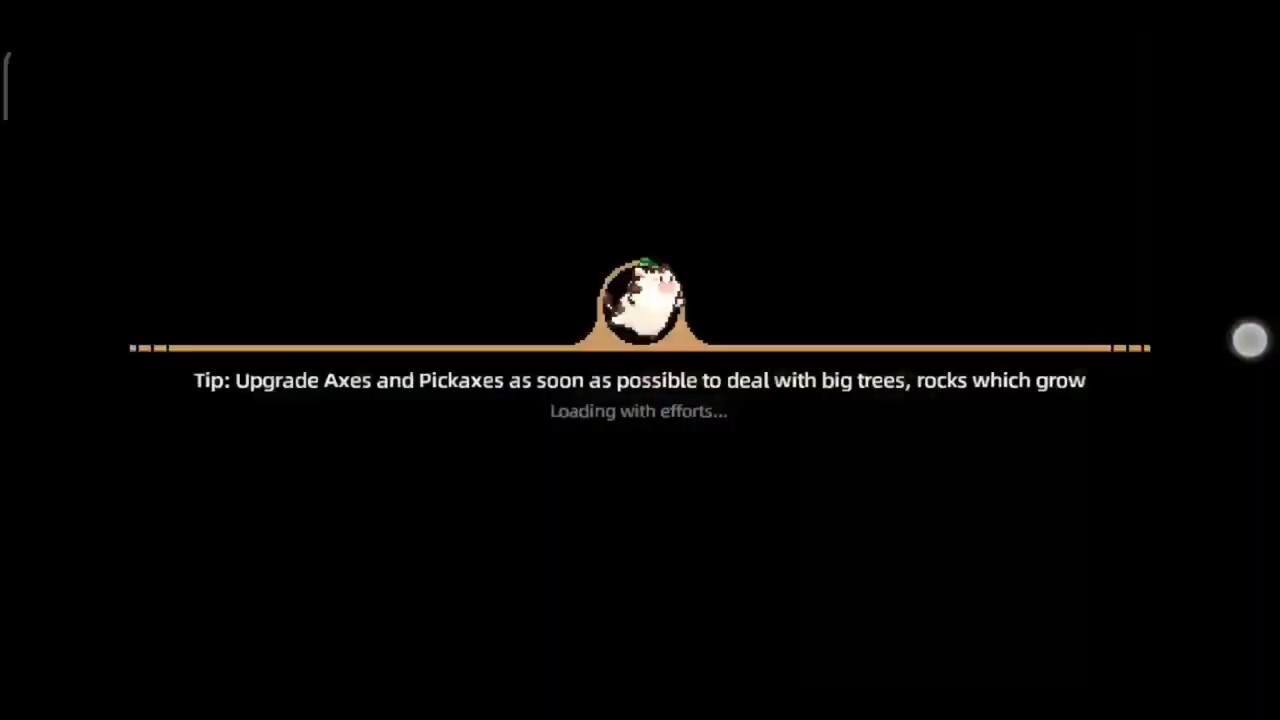 Tip: Upgrade Axes and Pickaxes as soon as possible to deal with big trees, rocks which grow
Loading with efforts...